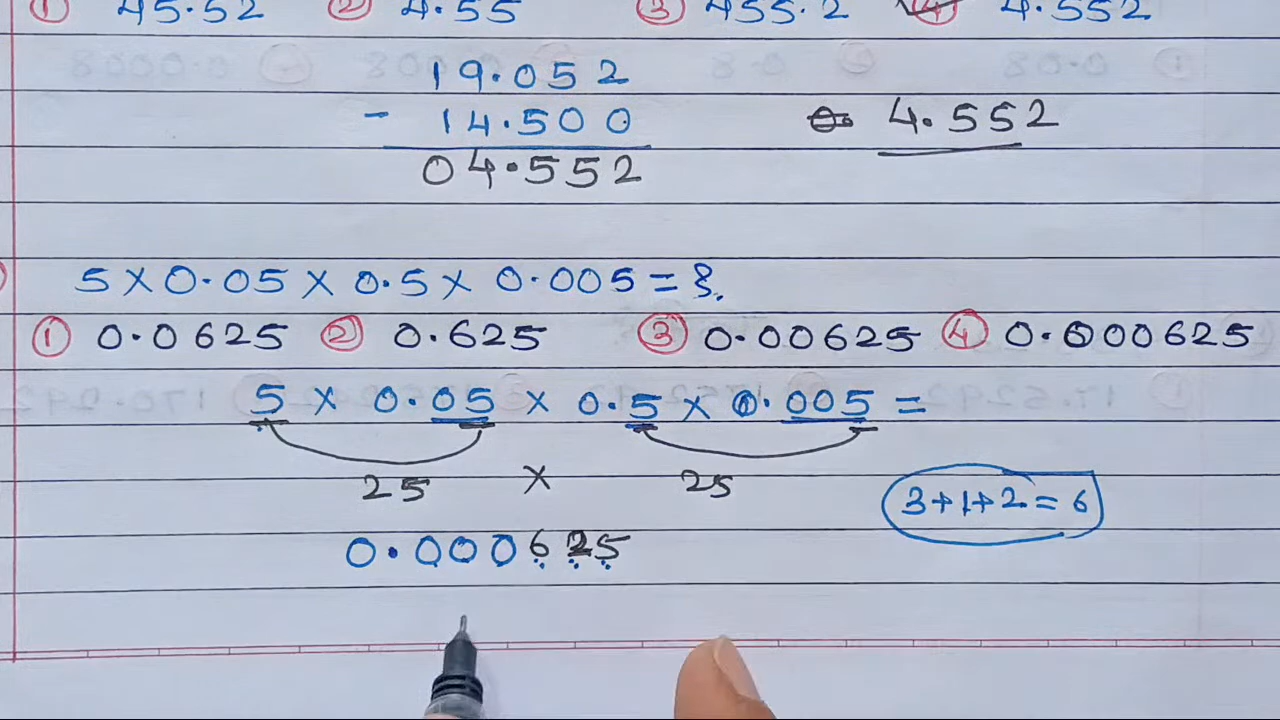 ① 45.52 ② 4.55 ③ 455.2 ④ 4.552
19.052
- 14.500 4.552
04.552
5 × 0.05 × 0.5 × 0.005 = ?
① 0.0625 ② 0.625 ③ 0.00625 ④ 0.000625
5 × 0.05 × 0.5 × 0.005 =
25 × 25 3+1+2 = 6
0.000625